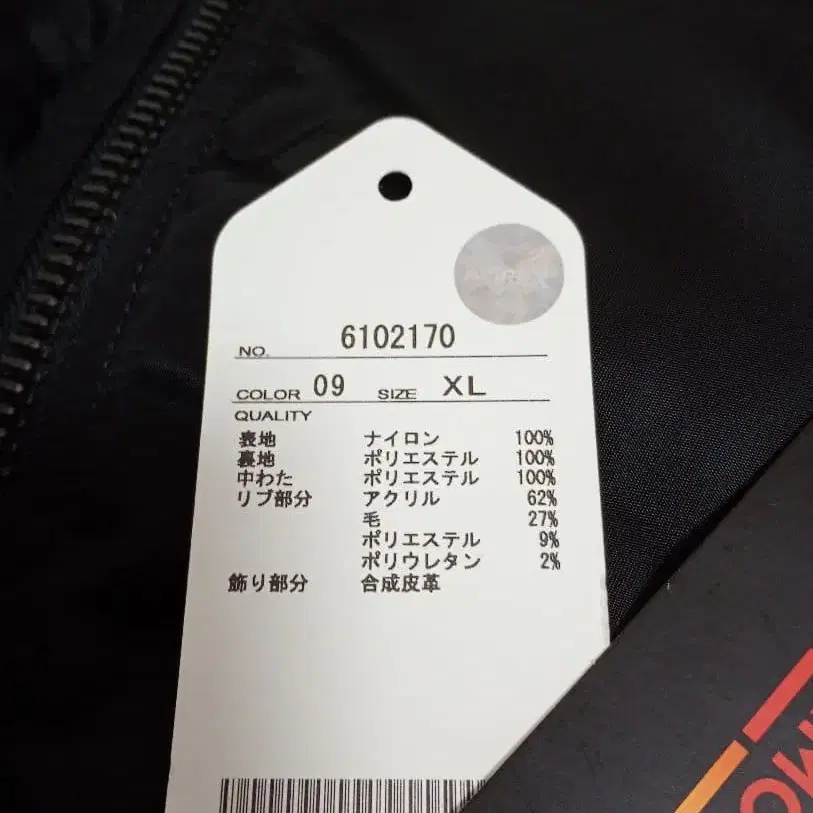 NO. 6102170
COLOR 09 SIZE XL
QUALITY
表地 ナイロン 100%
裏地 ポリエステル 100%
中わた ポリエステル 100%
リブ部分 アクリル 62%
毛 27%
ポリエステル 9%
ポリウレタン 2%
飾り部分 合成皮革